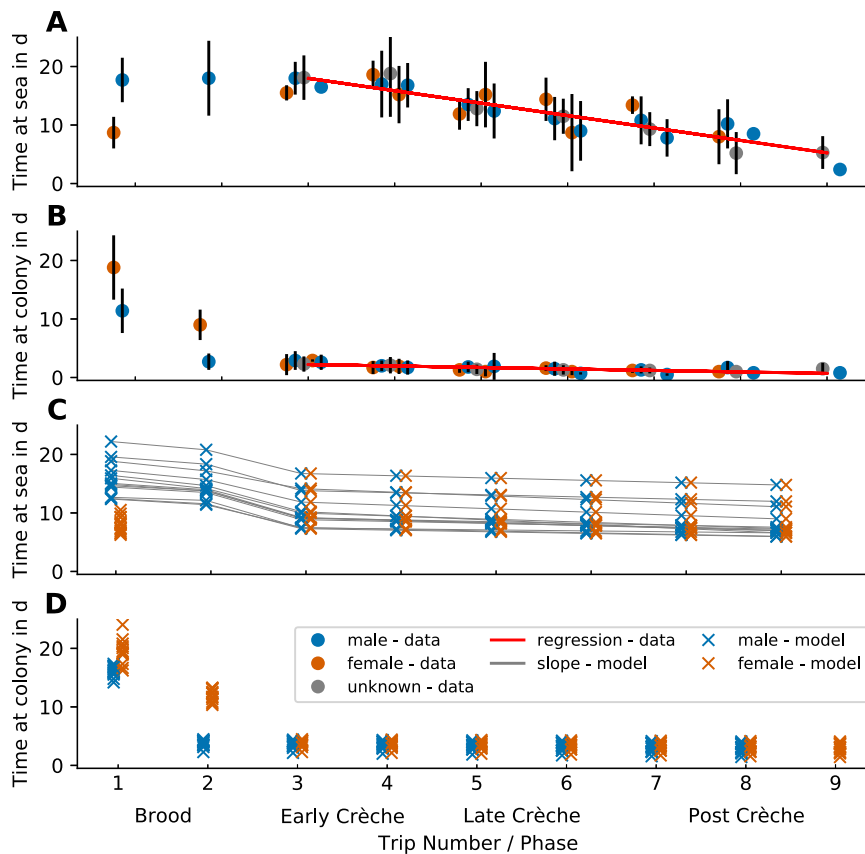 A
Time at sea in d
20
10
0
B
Time at colony in d
20
10
0
C
Time at sea in d
20
10
0
D
Time at colony in d
20
10
0
male - data
female - data
unknown - data
regression - data
slope - model
male - model
female - model
1 2 3 4 5 6 7 8 9
Brood Early Crèche Late Crèche Post Crèche
Trip Number / Phase